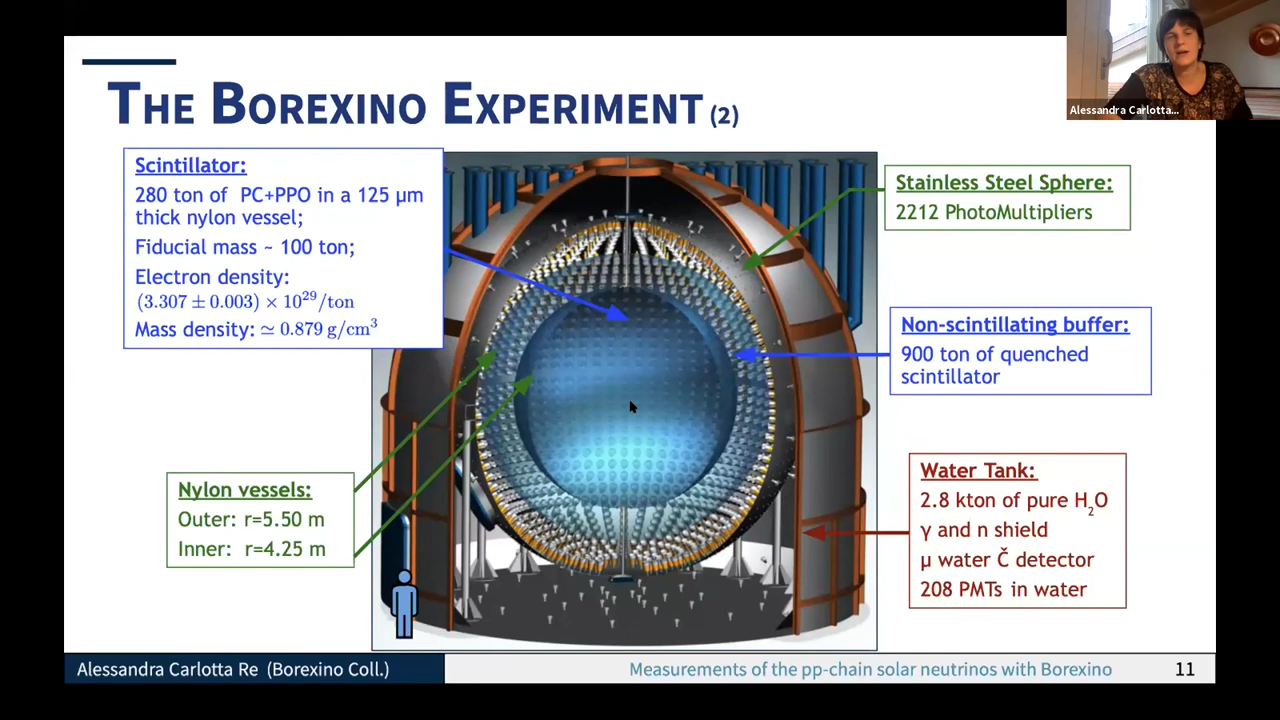 THE BOREXINO EXPERIMENT (2)
Alessandra Carlotta...
Scintillator:
280 ton of PC+PPO in a 125 µm
thick nylon vessel;
Fiducial mass ~ 100 ton;
Electron density:
(3.307 ± 0.003) × 10²⁹/ton
Mass density: ≃ 0.879 g/cm³
Stainless Steel Sphere:
2212 PhotoMultipliers
Non-scintillating buffer:
900 ton of quenched
scintillator
Nylon vessels:
Outer: r=5.50 m
Inner: r=4.25 m
Water Tank:
2.8 kton of pure H₂O
γ and n shield
µ water Č detector
208 PMTs in water
Alessandra Carlotta Re (Borexino Coll.)
Measurements of the pp-chain solar neutrinos with Borexino
11